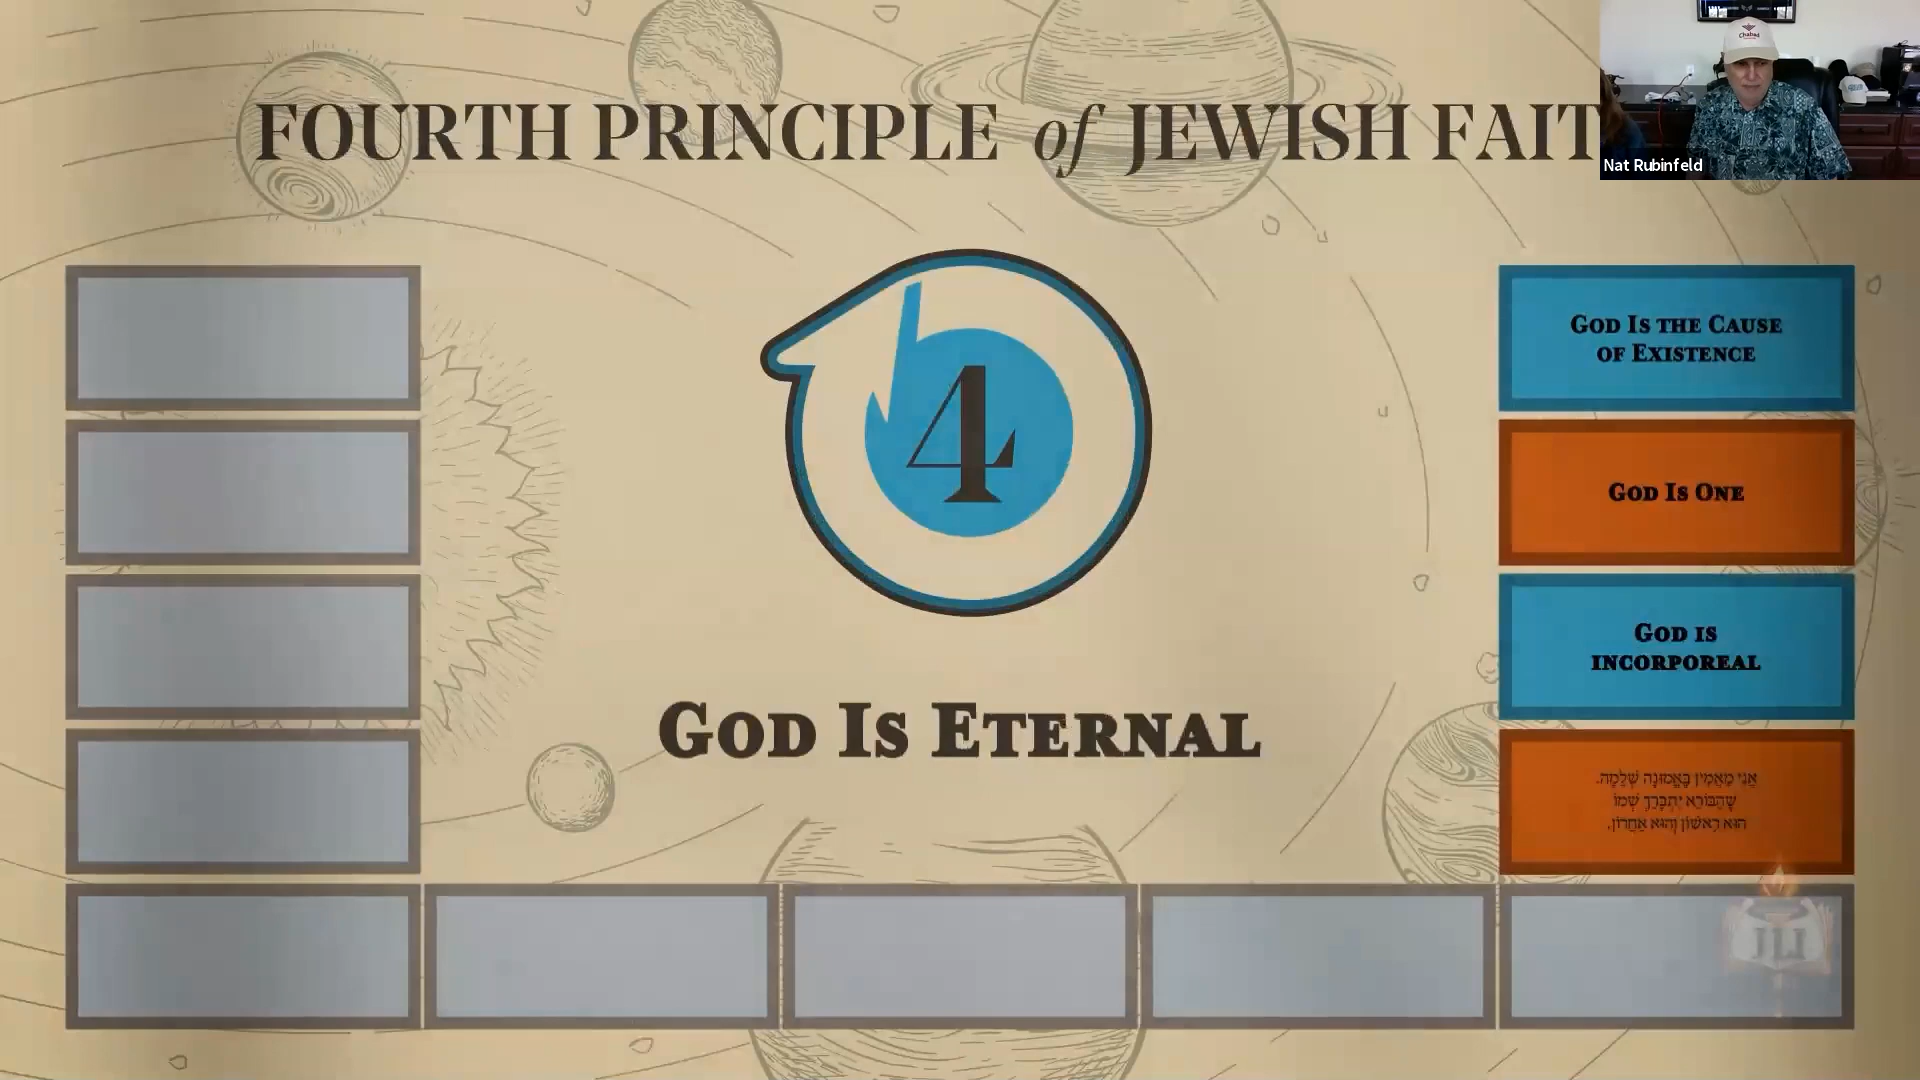 FOURTH PRINCIPLE of JEWISH FAIT
Chabad
Nat Rubinfeld
4
GOD IS ETERNAL
GOD IS THE CAUSE
OF EXISTENCE
GOD IS ONE
GOD IS
INCORPOREAL
אֲנִי מַאֲמִין בֶּאֱמוּנָה שְׁלֵמָה.
שֶׁהַבּוֹרֵא יִתְבָּרַךְ שְׁמוֹ
הוּא רִאשׁוֹן וְהוּא אַחֲרוֹן.
JLI